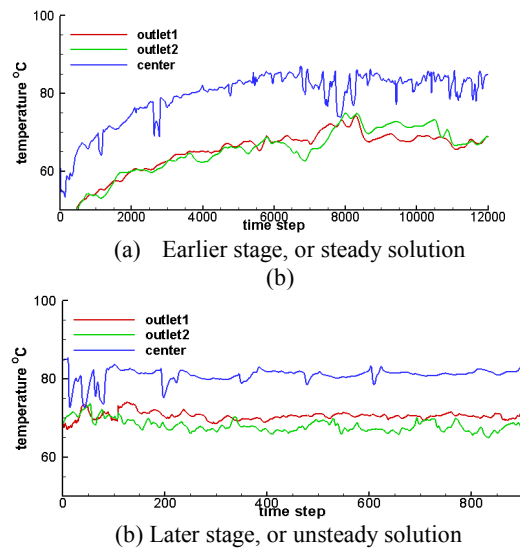 100
80
60
temperature °C
outlet1
outlet2
center
0 2000 4000 6000 8000 10000 12000
time step
(a) Earlier stage, or steady solution
(b)
100
80
60
temperature °C
outlet1
outlet2
center
0 200 400 600 800
time step
(b) Later stage, or unsteady solution